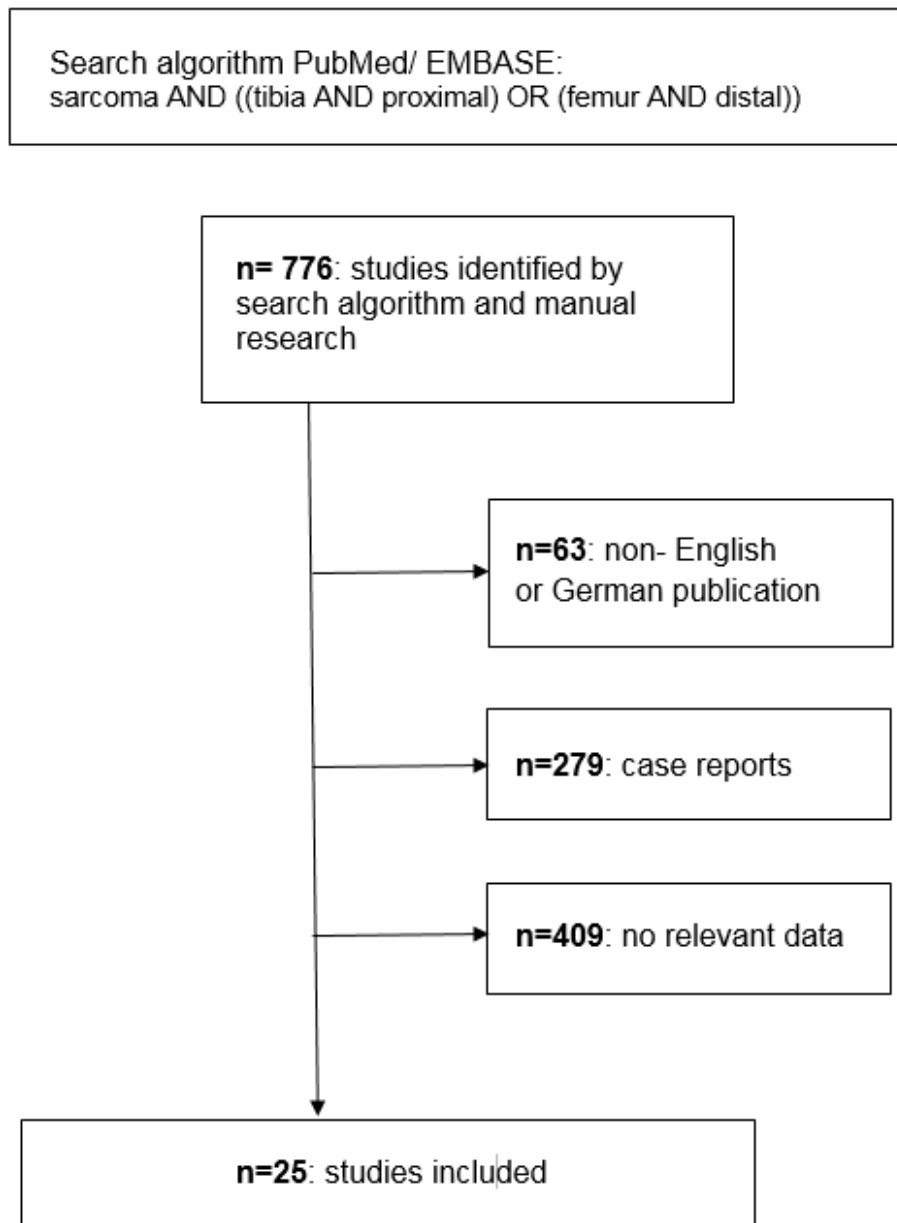 Search algorithm PubMed/ EMBASE:
sarcoma AND ((tibia AND proximal) OR (femur AND distal))
n= 776: studies identified by
search algorithm and manual
research
n=63: non- English
or German publication
n=279: case reports
n=409: no relevant data
n=25: studies included